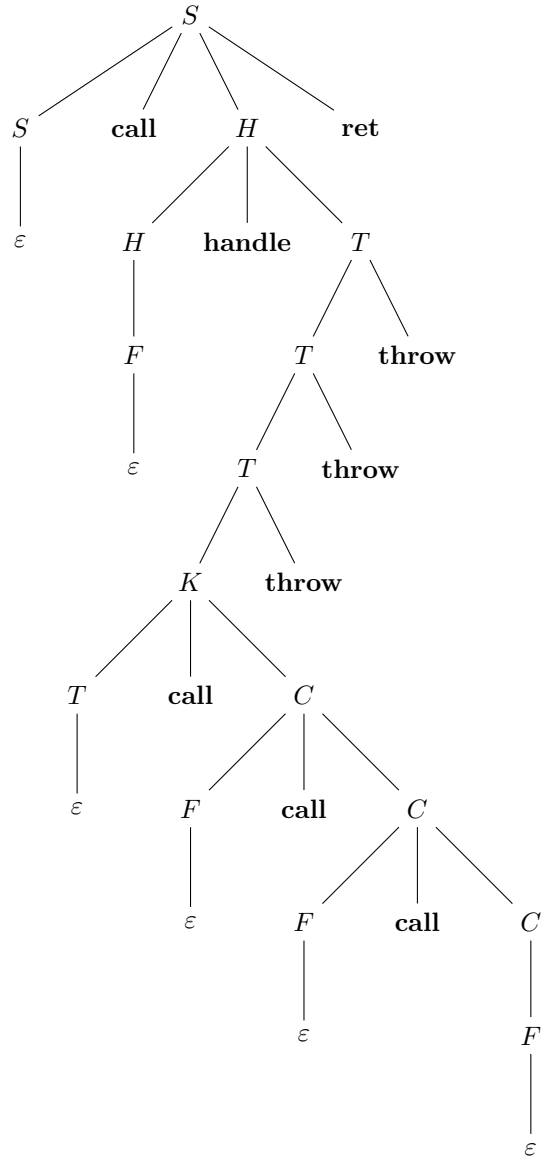 S
S call H ret
ε H handle T
F T throw
ε T throw
K throw
T call C
ε F call C
ε F call C
ε F
ε